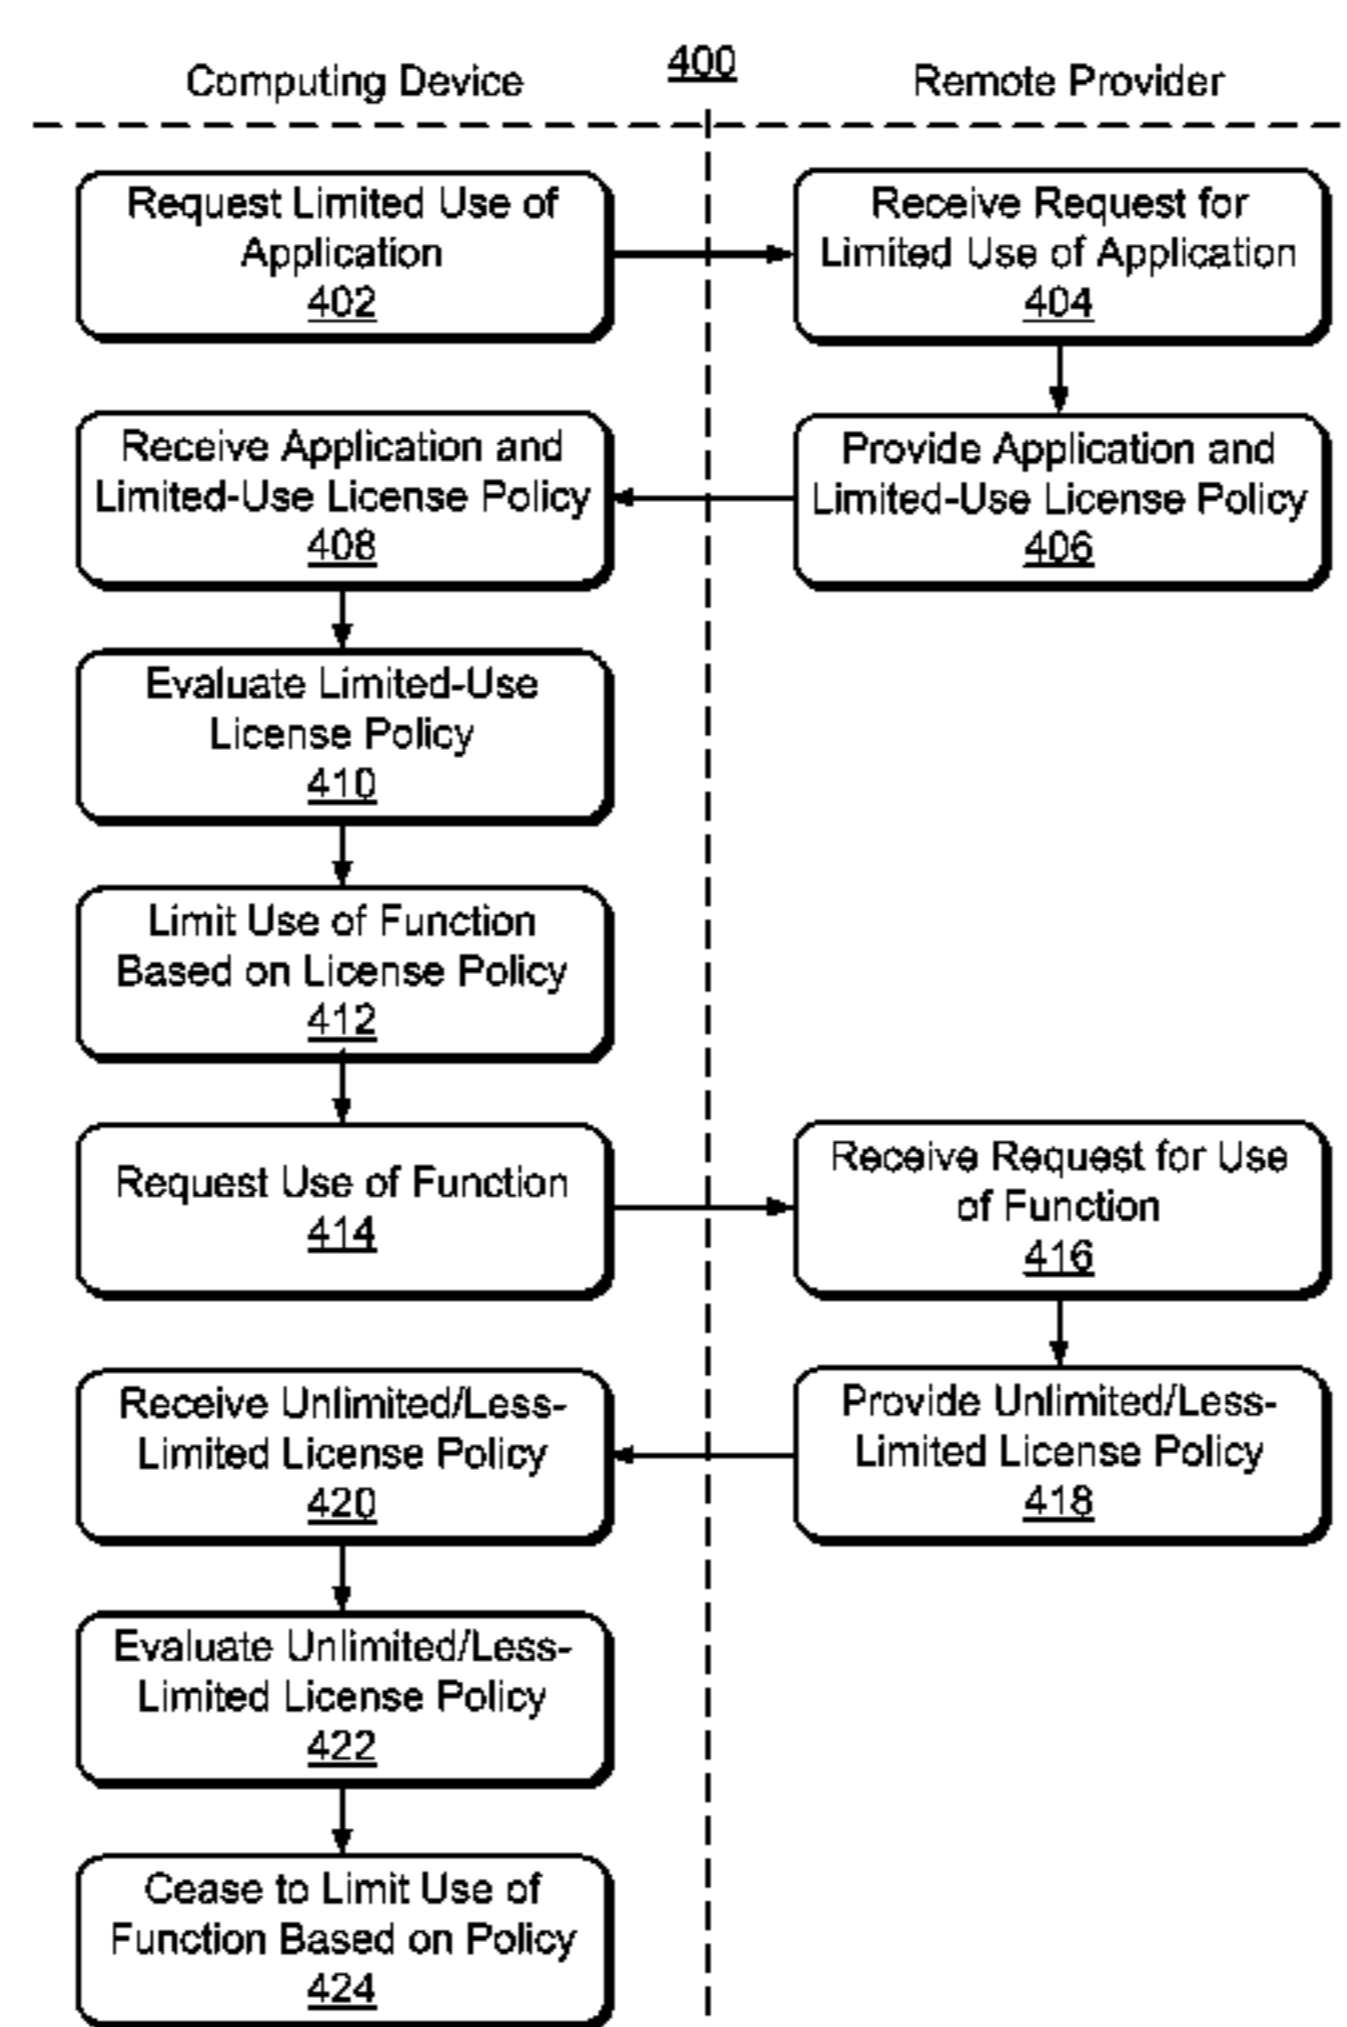 400
Computing Device
Remote Provider
Request Limited Use of
Application
402
Receive Request for
Limited Use of Application
404
Provide Application and
Limited-Use License Policy
406
Receive Application and
Limited-Use License Policy
408
Evaluate Limited-Use
License Policy
410
Limit Use of Function
Based on License Policy
412
Request Use of Function
414
Receive Request for Use
of Function
416
Provide Unlimited/Less-
Limited License Policy
418
Receive Unlimited/Less-
Limited License Policy
420
Evaluate Unlimited/Less-
Limited License Policy
422
Cease to Limit Use of
Function Based on Policy
424